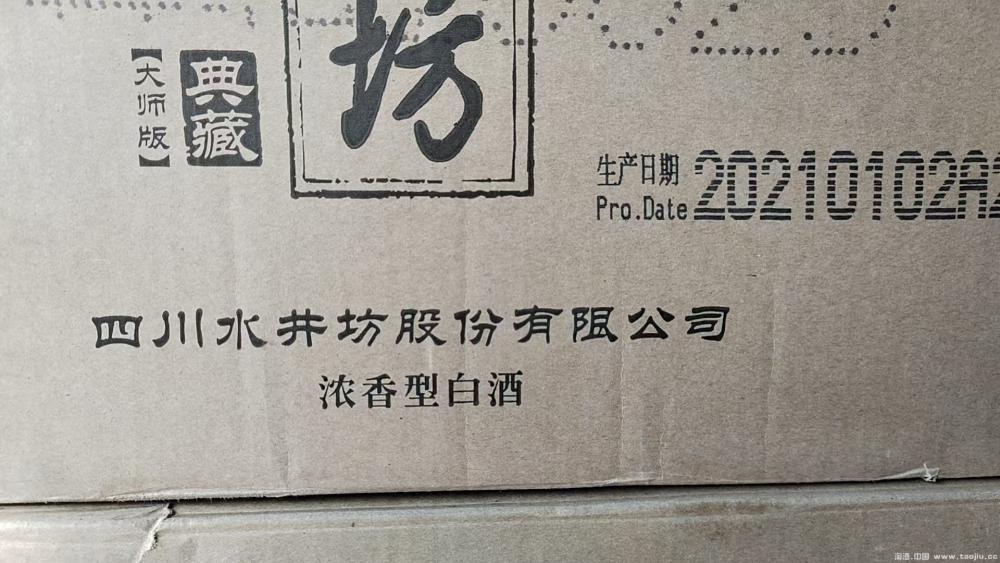 坊
【大师版】
典藏
生产日期
Pro.Date 20210102A2
四川水井坊股份有限公司
浓香型白酒
淘酒.中国 www.taojiu.cc